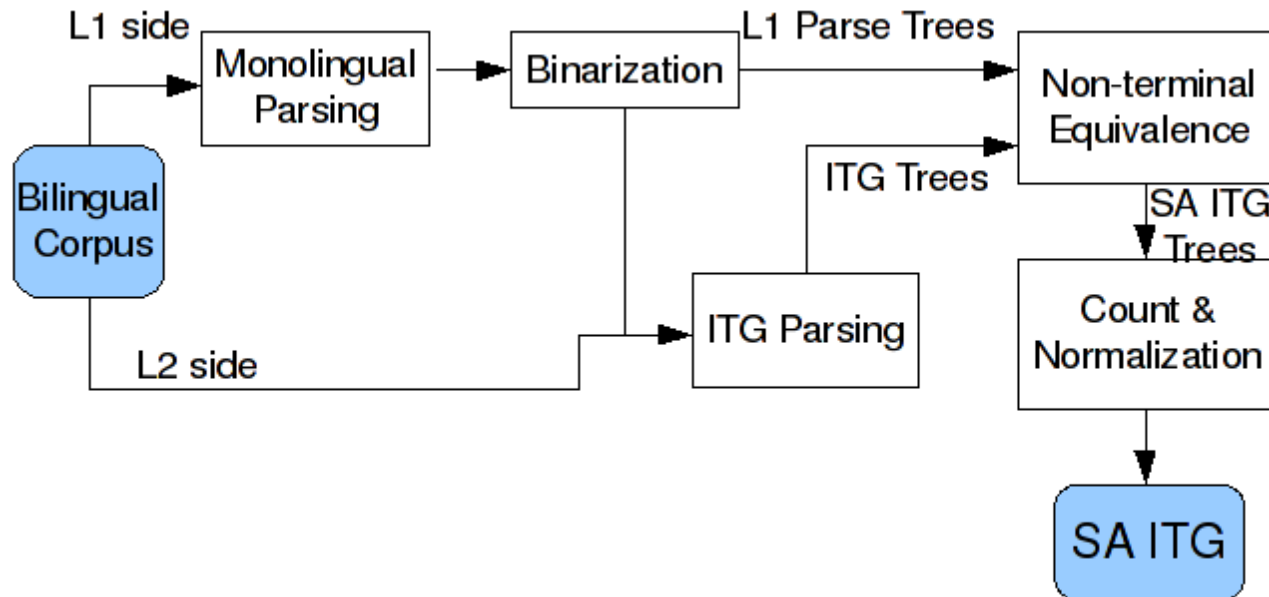 L1 side
Monolingual
Parsing
Binarization
L1 Parse Trees
Non-terminal
Equivalence
Bilingual
Corpus
ITG Trees
SA ITG
Trees
L2 side
ITG Parsing
Count &
Normalization
SA ITG